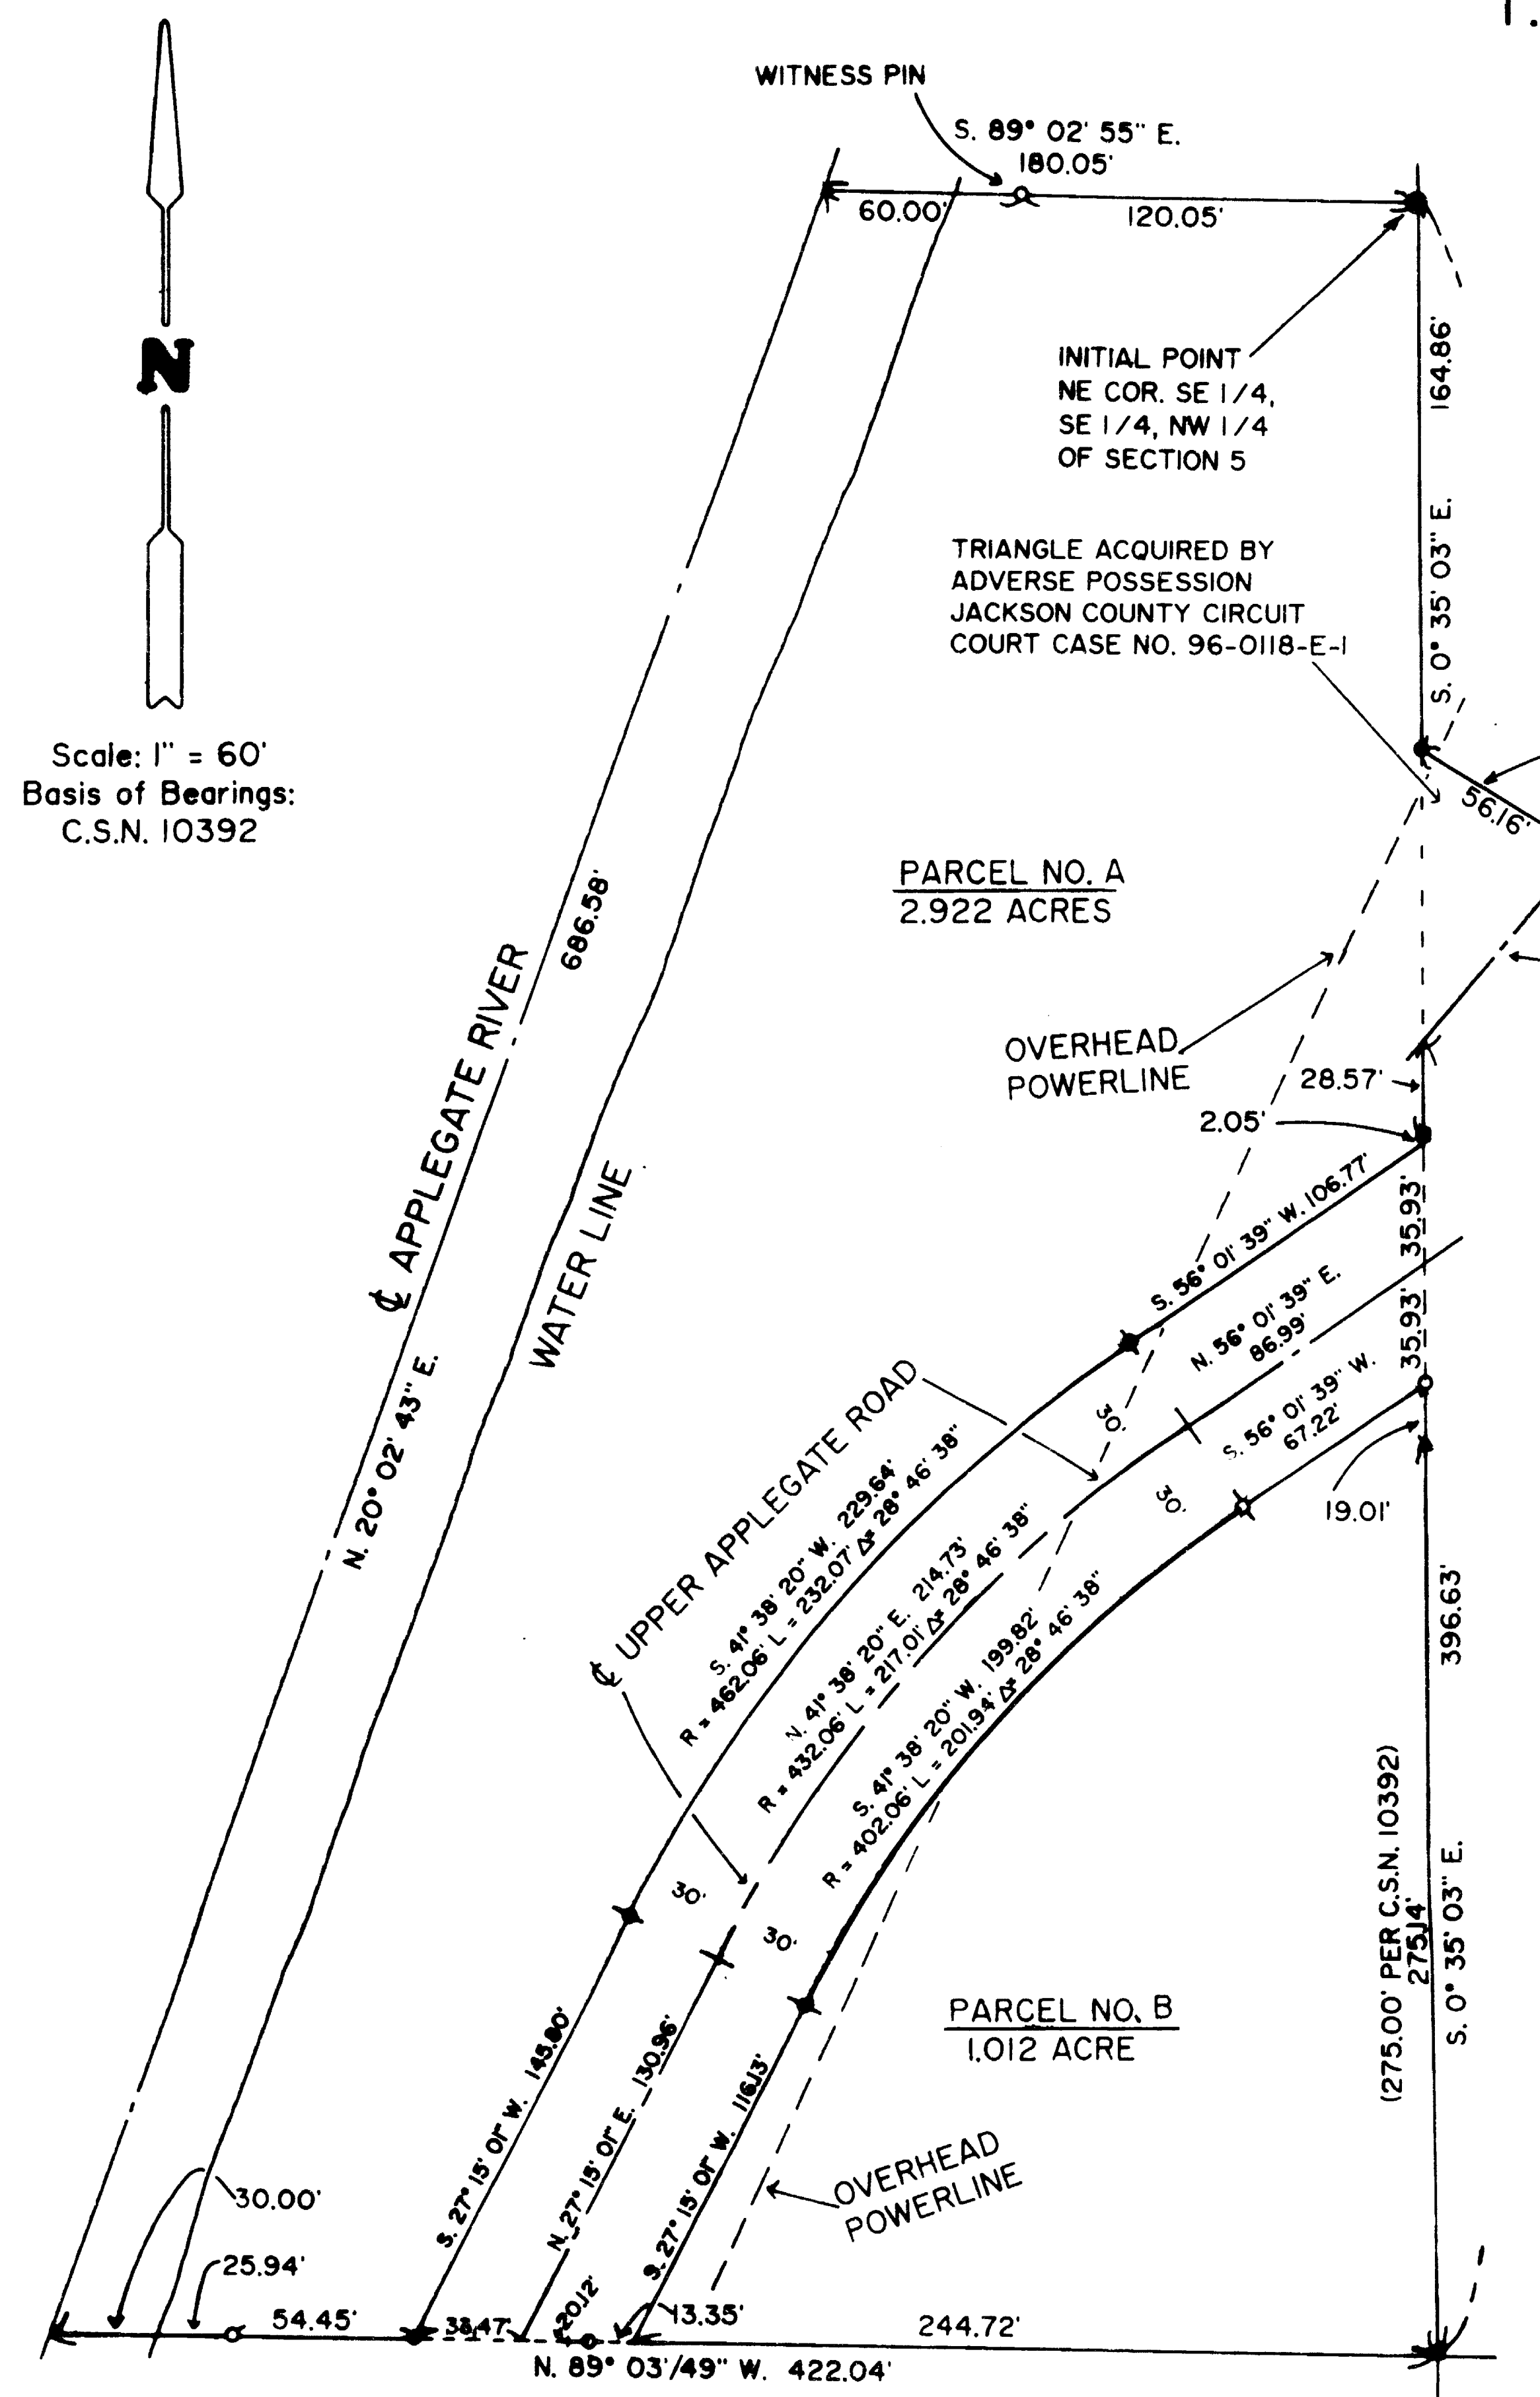 WITNESS PIN
S. 89° 02' 55" E.
180.05'
60.00'
120.05'
N
INITIAL POINT
NE COR. SE 1/4,
SE 1/4, NW 1/4
OF SECTION 5
164.86'
S. 0° 35' 03" E.
TRIANGLE ACQUIRED BY
ADVERSE POSSESSION
JACKSON COUNTY CIRCUIT
COURT CASE NO. 96-0118-E-1
Scale: 1" = 60'
Basis of Bearings:
C.S.N. 10392
56.16'
PARCEL NO. A
2.922 ACRES
686.58'
℄ APPLEGATE RIVER
N. 20° 02' 43" E.
WATER LINE
OVERHEAD
POWERLINE
28.57'
2.05'
S. 56° 01' 39" W. 106.77'
35.93'
35.93'
N. 56° 01' 39" E.
86.99'
S. 56° 01' 39" W.
67.22'
19.01'
30'
30'
℄ UPPER APPLEGATE ROAD
S. 41° 38' 20" W. 229.64'
R = 462.06' L = 232.07' Δ= 28° 46' 38"
N. 41° 38' 20" E. 214.73'
R = 432.06' L = 217.01' Δ= 28° 46' 38"
S. 41° 38' 20" W. 199.82'
R = 402.06' L = 201.94' Δ= 28° 46' 38"
396.63'
(275.00' PER C.S.N. 10392)
275.14'
S. 0° 35' 03" E.
30'
30'
PARCEL NO. B
1.012 ACRE
S. 27° 15' 01" W. 145.80'
N. 27° 15' 01" E. 130.96'
S. 27° 15' 01" W. 116.13'
OVERHEAD
POWERLINE
30.00'
25.94'
54.45'
33.47'
20.12'
13.35'
244.72'
N. 89° 03' 49" W. 422.04'